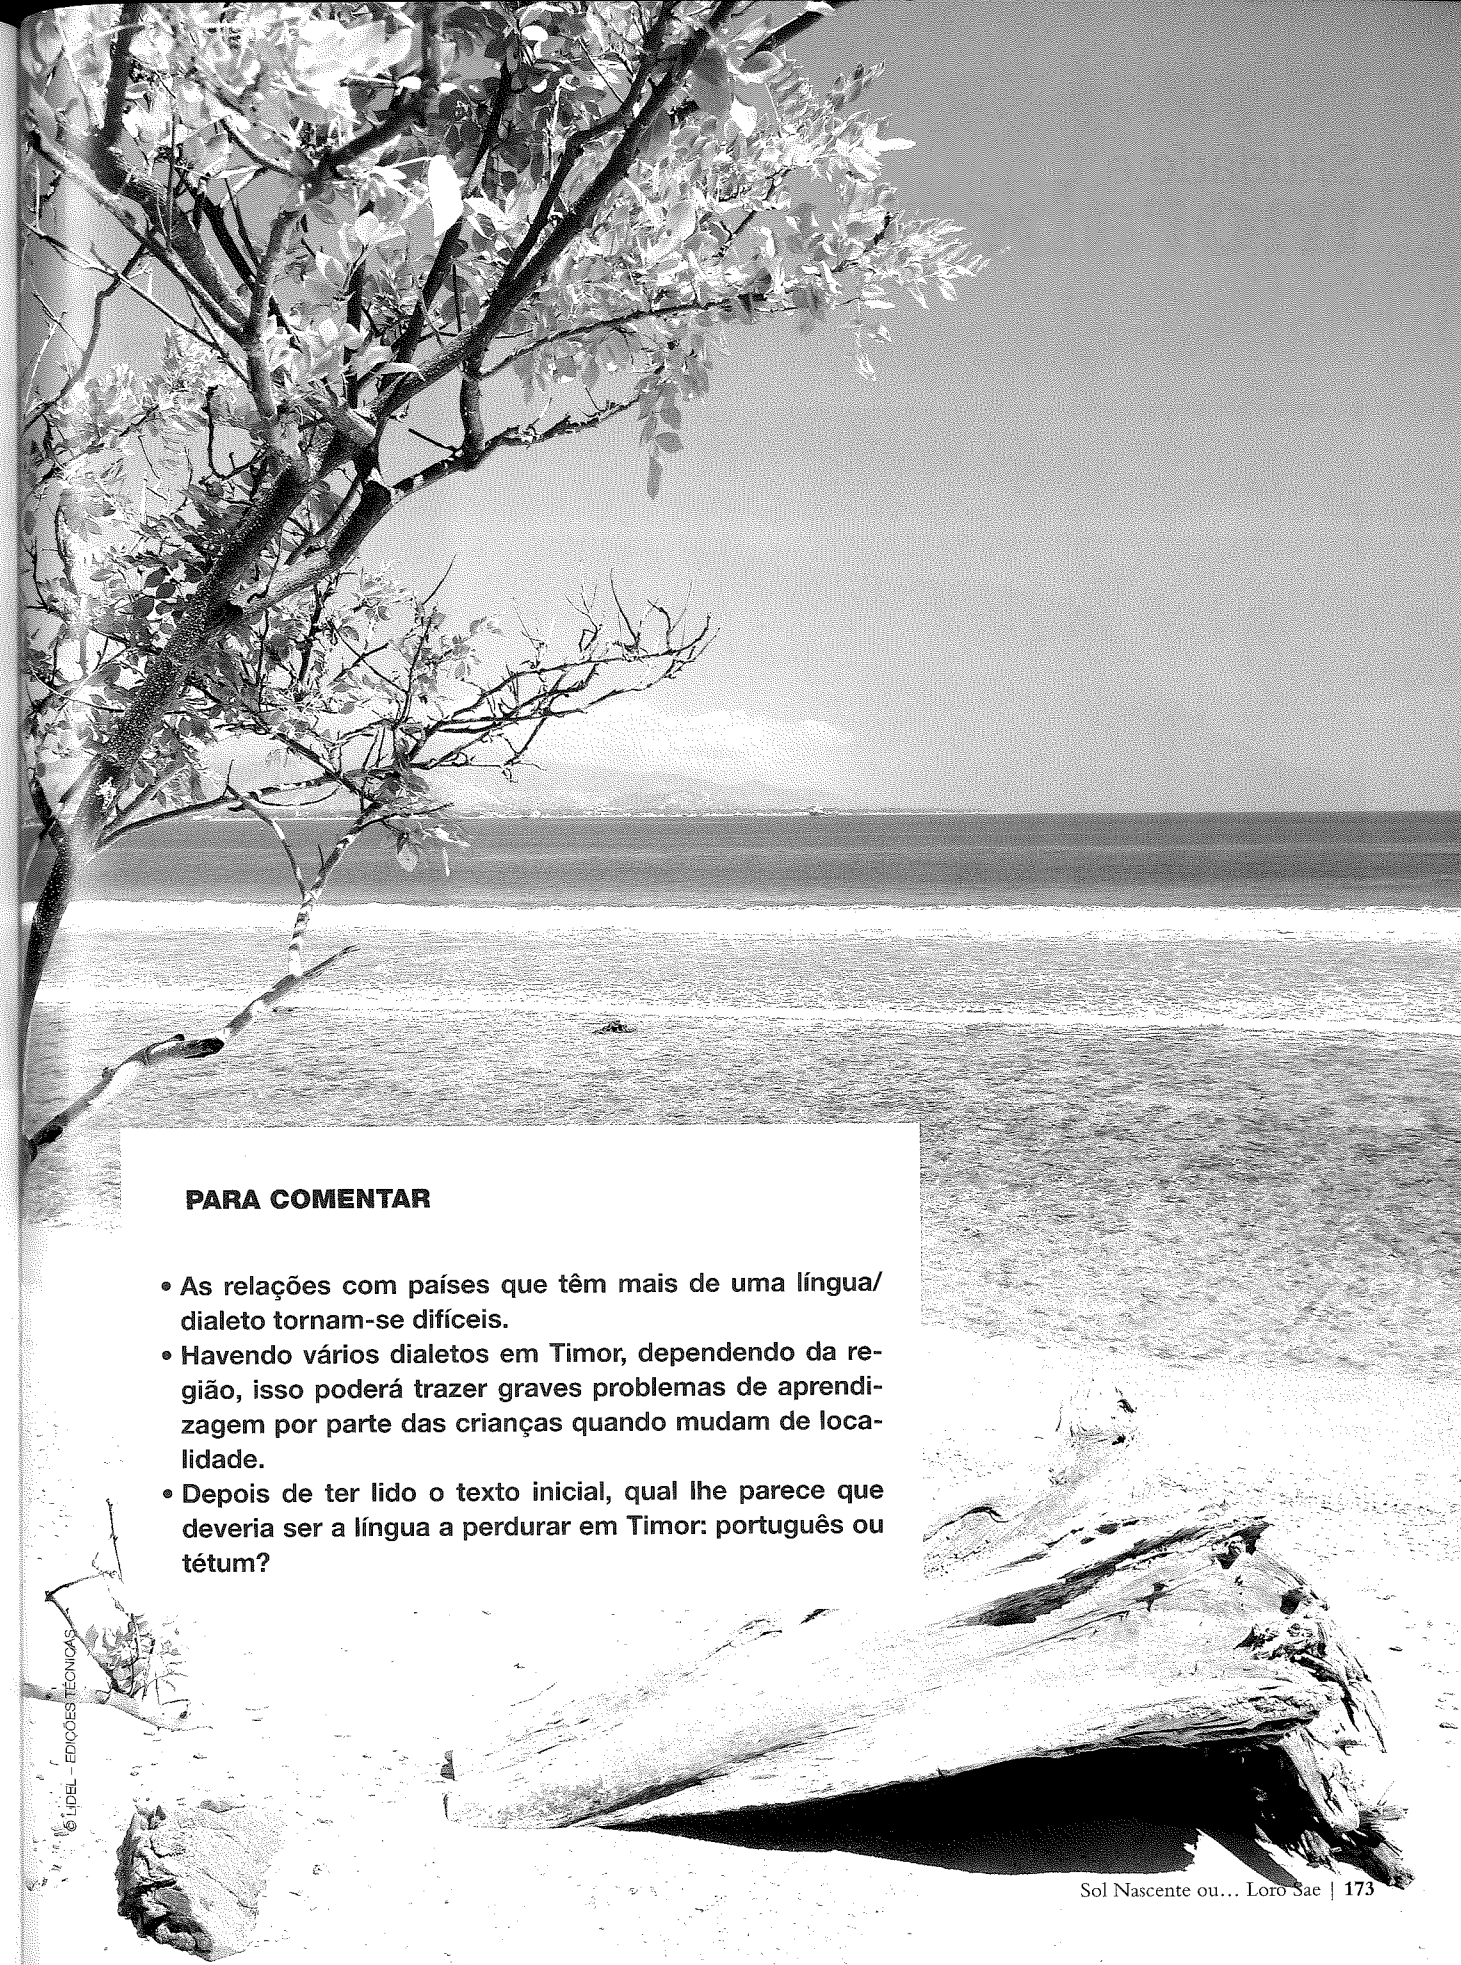 PARA COMENTAR
• As relações com países que têm mais de uma língua/
dialeto tornam-se difíceis.
• Havendo vários dialetos em Timor, dependendo da re-
gião, isso poderá trazer graves problemas de aprendi-
zagem por parte das crianças quando mudam de loca-
lidade.
• Depois de ter lido o texto inicial, qual lhe parece que
deveria ser a língua a perdurar em Timor: português ou
tétum?
© LIDEL – EDIÇÕES TÉCNICAS
Sol Nascente ou... Loro Sae | 173